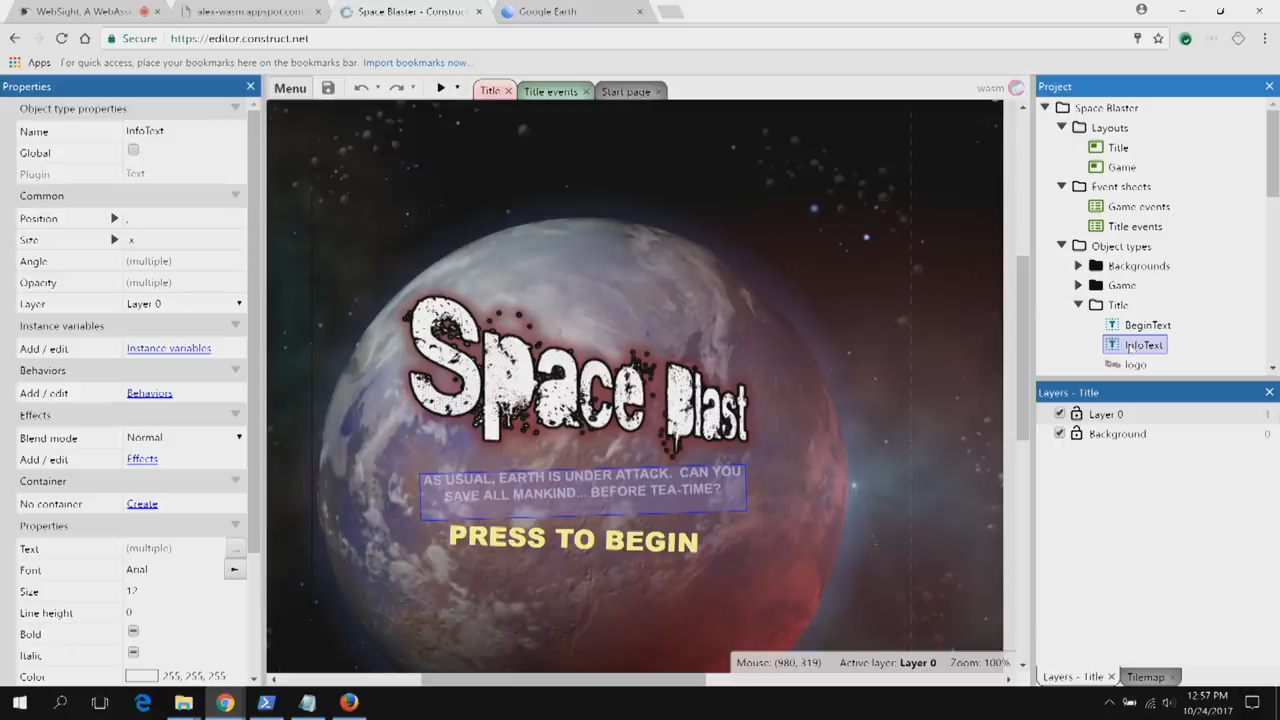 WebSight, A WebAss
alex-wasm.appspot.com
Space Blaster - Construc
Google Earth
Secure
https://editor.construct.net
Apps
For quick access, place your bookmarks here on the bookmarks bar.
Import bookmarks now...
Properties
Menu
Title
Title events
Start page
wasm
Project
Object type properties
Name
InfoText
Global
Plugin
Text
Common
Position
,
Size
x
Angle
(multiple)
Opacity
(multiple)
Layer
Layer 0
Instance variables
Add / edit
Instance variables
Behaviors
Add / edit
Behaviors
Effects
Blend mode
Normal
Add / edit
Effects
Container
No container
Create
Properties
Text
(multiple)
...
Font
Arial
Size
12
Line height
0
Bold
Italic
Color
255, 255, 255
Space Blast
AS USUAL, EARTH IS UNDER ATTACK. CAN YOU
SAVE ALL MANKIND... BEFORE TEA-TIME?
PRESS TO BEGIN
Mouse: (980, 319)
Active layer: Layer 0
Zoom: 100%
Space Blaster
Layouts
Title
Game
Event sheets
Game events
Title events
Object types
Backgrounds
Game
Title
BeginText
InfoText
logo
Layers - Title
Layer 0
1
Background
0
Layers - Title
Tilemap
12:57 PM
10/24/2017